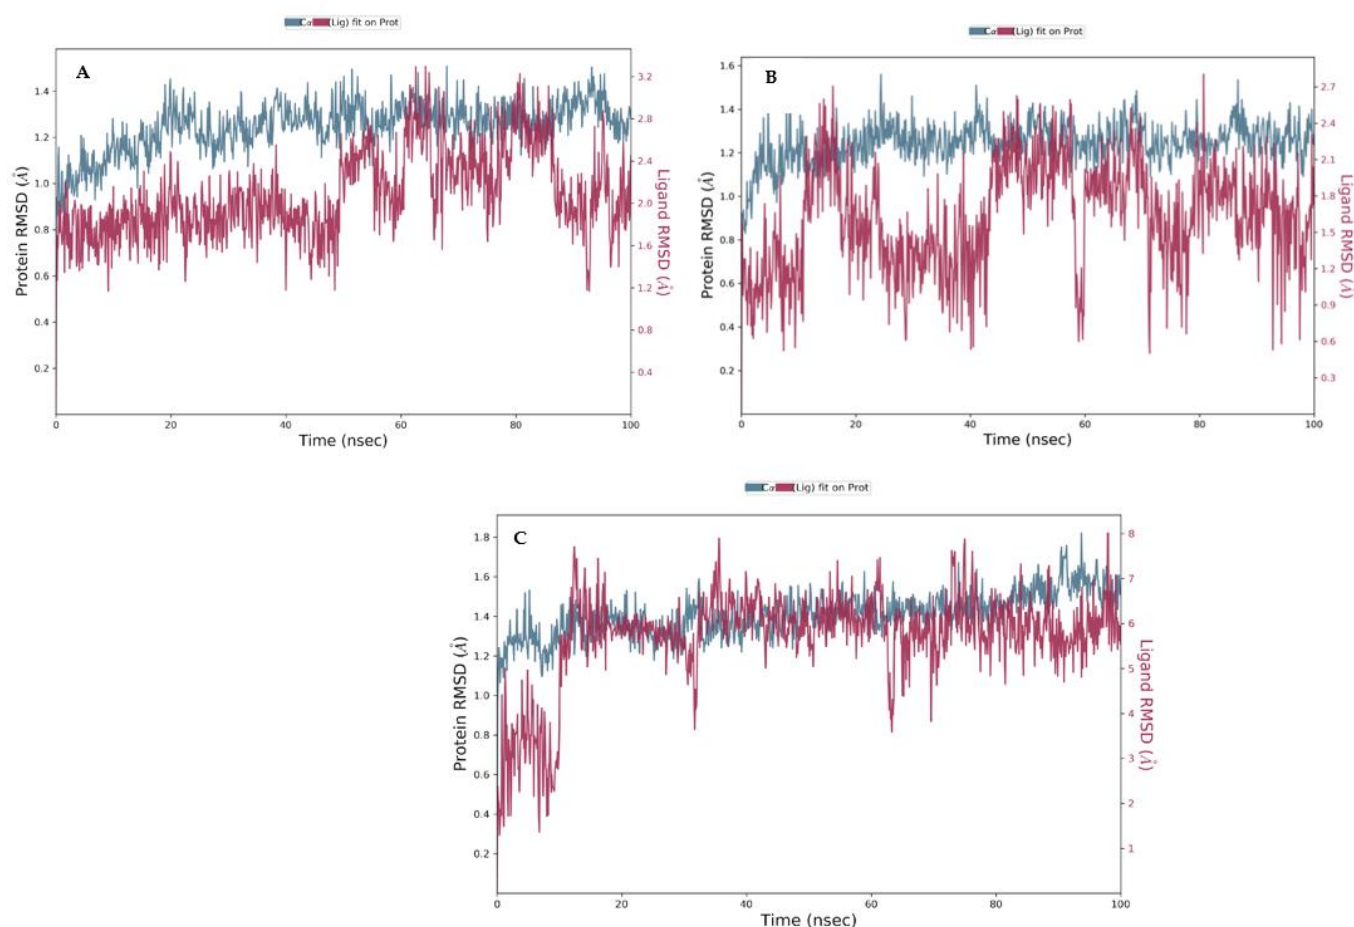 Cα (Lig) fit on Prot
A
Protein RMSD (Å)
1.4
1.2
1.0
0.8
0.6
0.4
0.2
3.2
2.8
2.4
2.0
1.6
1.2
0.8
0.4
Ligand RMSD (Å)
0 20 40 60 80 100
Time (nsec)
Cα (Lig) fit on Prot
B
Protein RMSD (Å)
1.6
1.4
1.2
1.0
0.8
0.6
0.4
0.2
2.7
2.4
2.1
1.8
1.5
1.2
0.9
0.6
0.3
Ligand RMSD (Å)
0 20 40 60 80 100
Time (nsec)
Cα (Lig) fit on Prot
C
Protein RMSD (Å)
1.8
1.6
1.4
1.2
1.0
0.8
0.6
0.4
0.2
8
7
6
5
4
3
2
1
Ligand RMSD (Å)
0 20 40 60 80 100
Time (nsec)